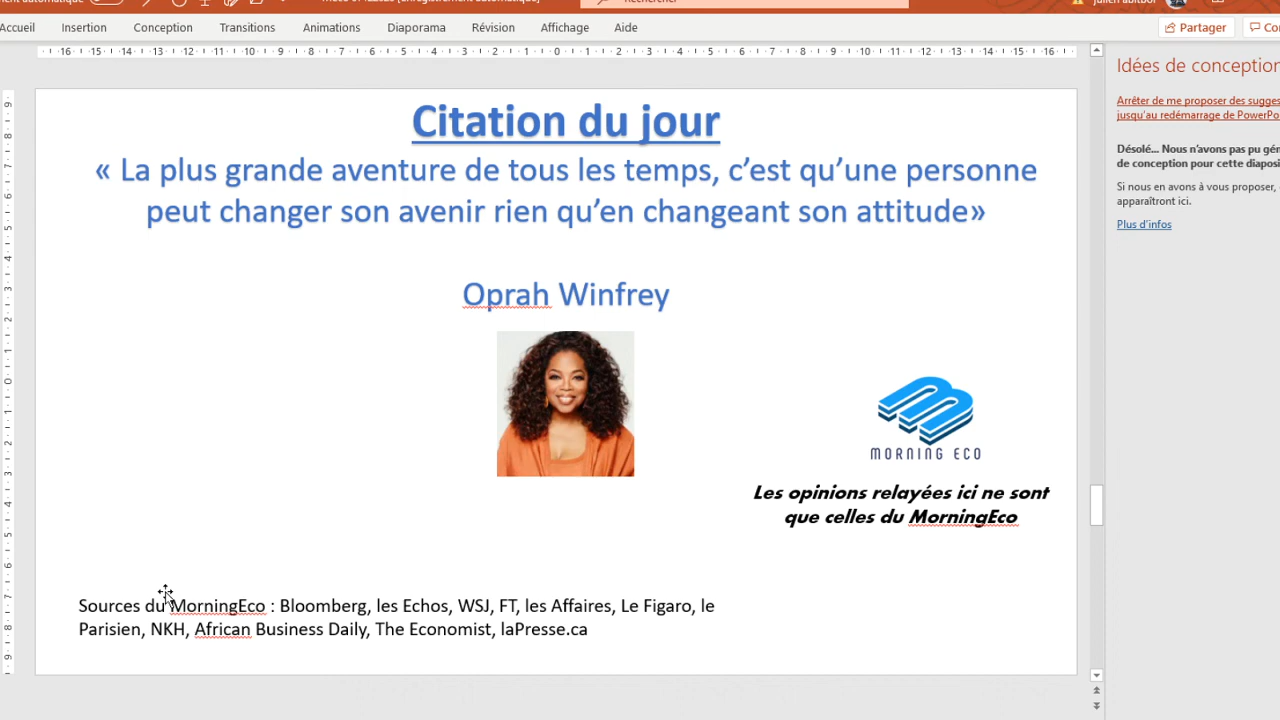 Accueil Insertion Conception Transitions Animations Diaporama Révision Affichage Aide
Partager
Idées de conception
Arrêter de me proposer des
jusqu'au redémarrage de
Désolé... Nous n'avons pas pu
de conception pour cette
Si nous en avons à vous proposer,
apparaîtront ici.
Plus d'infos
Citation du jour
« La plus grande aventure de tous les temps, c'est qu'une personne
peut changer son avenir rien qu'en changeant son attitude»
Oprah Winfrey
MORNING ECO
Les opinions relayées ici ne sont
que celles du MorningEco
Sources du MorningEco : Bloomberg, les Echos, WSJ, FT, les Affaires, Le Figaro, le
Parisien, NKH, African Business Daily, The Economist, laPresse.ca